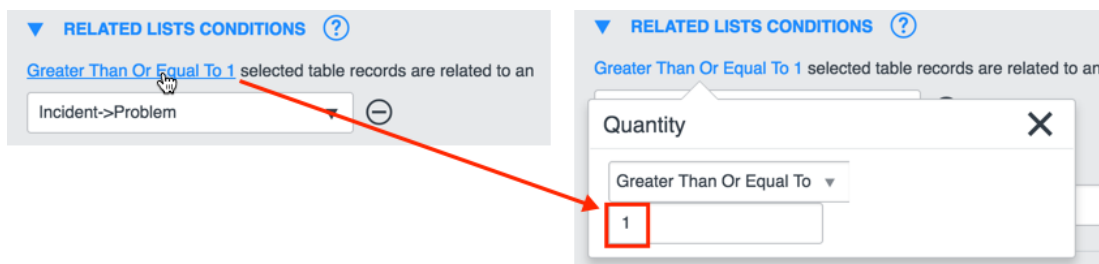 ▼ RELATED LISTS CONDITIONS ?
Greater Than Or Equal To 1 selected table records are related to an
Incident->Problem
▼ RELATED LISTS CONDITIONS ?
Greater Than Or Equal To 1 selected table records are related to an
Quantity
Greater Than Or Equal To
1